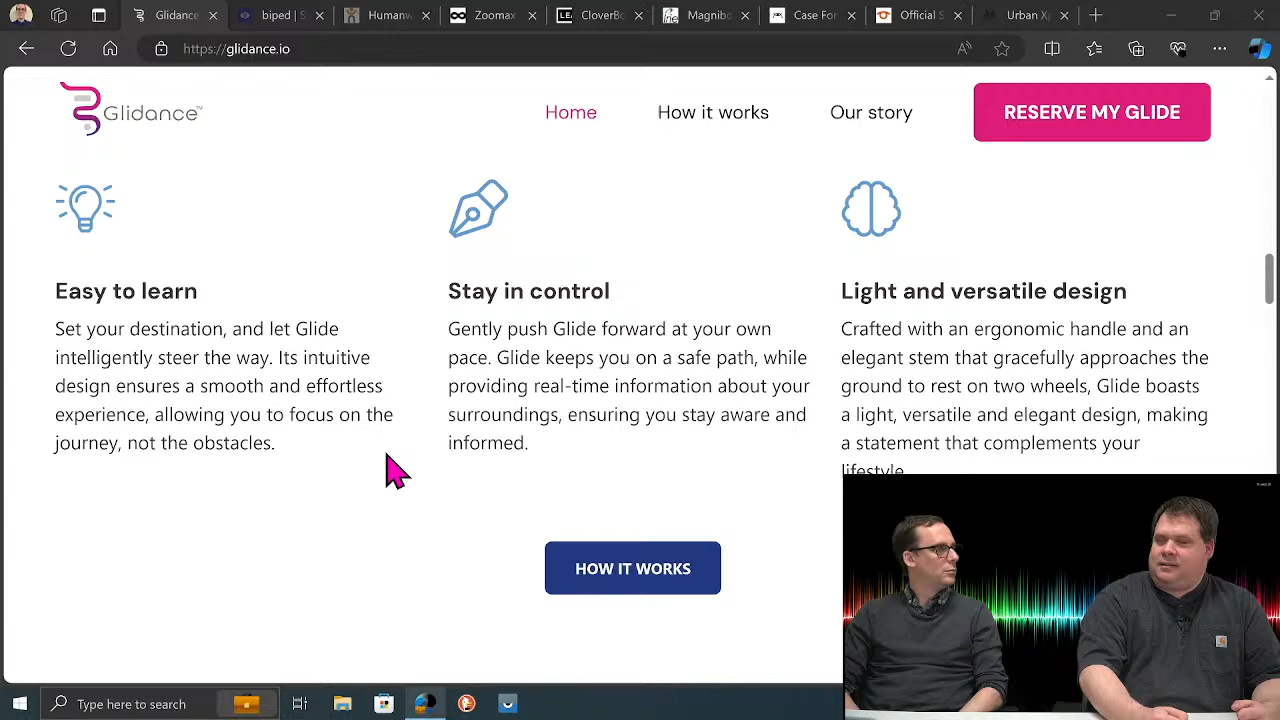 Glidance
biped
Humanw
Zooma
LEA
CloverB
Magnibo
Case For
Official S
Urban Xp
https://glidance.io
Glidance™
Home
How it works
Our story
RESERVE MY GLIDE
Easy to learn
Set your destination, and let Glide
intelligently steer the way. Its intuitive
design ensures a smooth and effortless
experience, allowing you to focus on the
journey, not the obstacles.
Stay in control
Gently push Glide forward at your own
pace. Glide keeps you on a safe path, while
providing real-time information about your
surroundings, ensuring you stay aware and
informed.
Light and versatile design
Crafted with an ergonomic handle and an
elegant stem that gracefully approaches the
ground to rest on two wheels, Glide boasts
a light, versatile and elegant design, making
a statement that complements your
lifestyle.
HOW IT WORKS
Type here to search